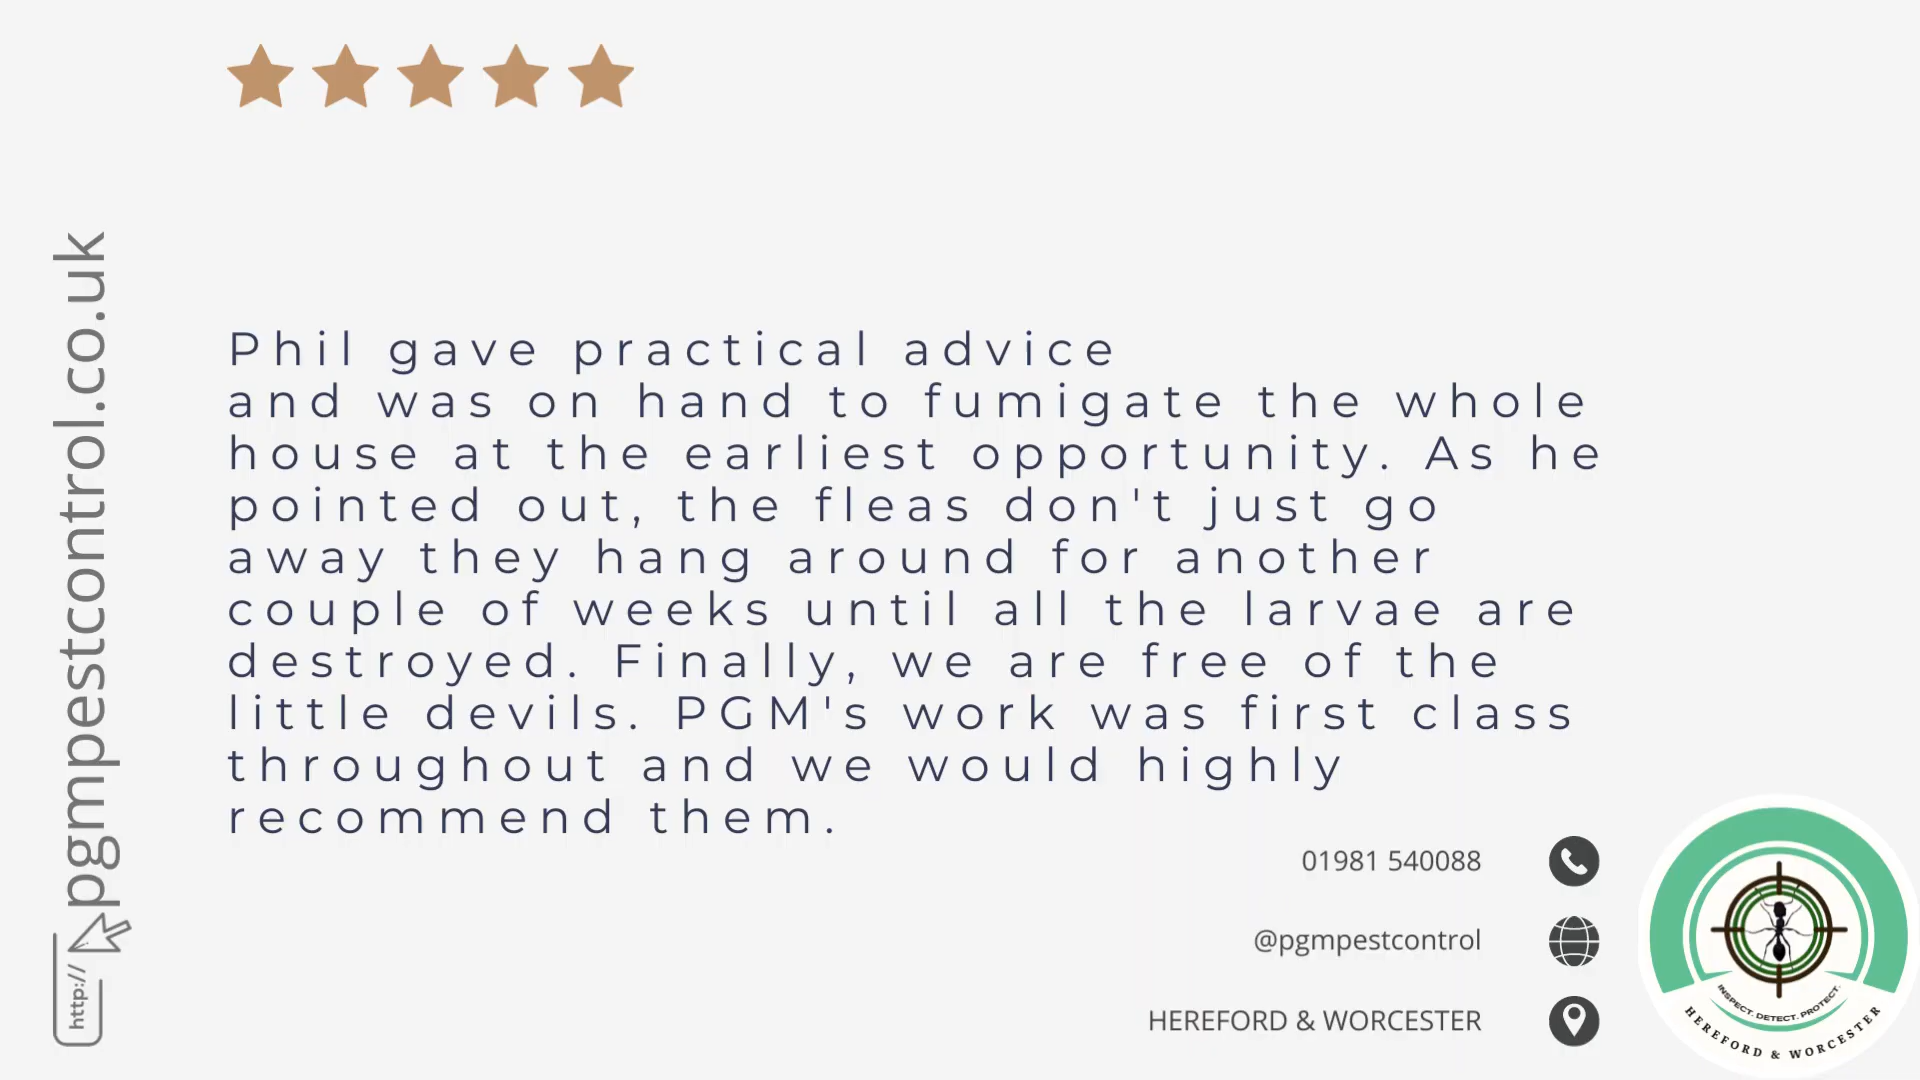 pgmpestcontrol.co.uk
http://
Phil gave practical advice
and was on hand to fumigate the whole
house at the earliest opportunity. As he
pointed out, the fleas don't just go
away they hang around for another
couple of weeks until all the larvae are
destroyed. Finally, we are free of the
little devils. PGM's work was first class
throughout and we would highly
recommend them.
01981 540088
@pgmpestcontrol
HEREFORD & WORCESTER
INSPECT. DETECT. PROTECT.
HEREFORD & WORCESTER